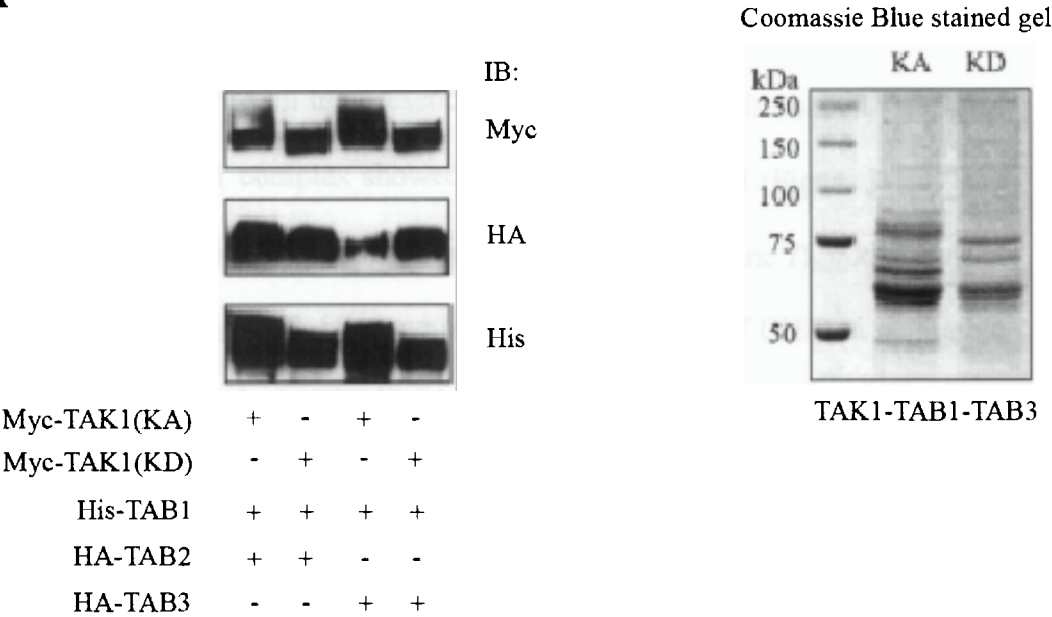 Coomassie Blue stained gel
IB:
Myc
HA
His
KA KD
kDa
250
150
100
75
50
TAK1-TAB1-TAB3
Myc-TAK1(KA) + - + -
Myc-TAK1(KD) - + - +
His-TAB1 + + + +
HA-TAB2 + + - -
HA-TAB3 - - + +